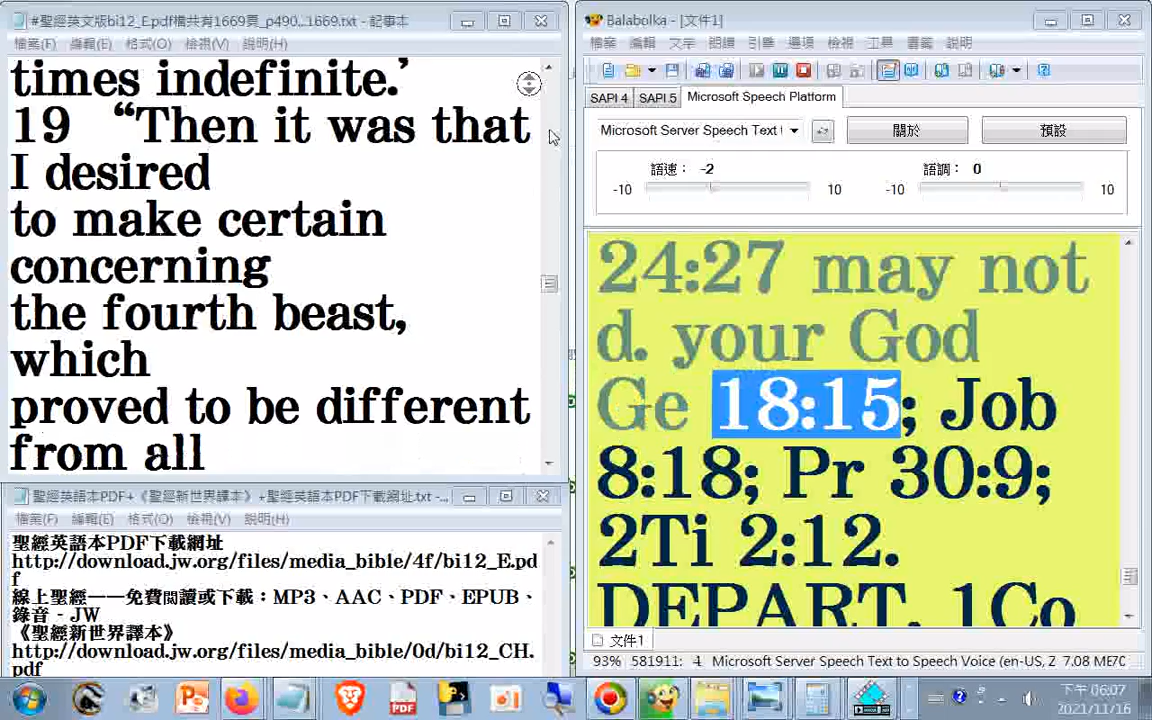 #聖經英文版bi12_E.pdf橫共有1669頁_p490,..1669.txt - 記事本
檔案(F) 編輯(E) 格式(O) 檢視(V) 說明(H)
times indefinite.’
19 “Then it was that
I desired
to make certain
concerning
the fourth beast,
which
proved to be different
from all
聖經英語本PDF+《聖經新世界譯本》+聖經英語本PDF下載網址.txt -...
檔案(F) 編輯(E) 格式(O) 檢視(V) 說明(H)
聖經英語本PDF下載網址
http://download.jw.org/files/media_bible/4f/bi12_E.pd
f
線上聖經——免費閱讀或下載：MP3、AAC、PDF、EPUB、
錄音 - JW
《聖經新世界譯本》
http://download.jw.org/files/media_bible/0d/bi12_CH.
pdf
Balabolka - [文件1]
檔案 編輯 文字 朗讀 引擎 選項 檢視 工具 書籤 說明
SAPI 4 SAPI 5 Microsoft Speech Platform
Microsoft Server Speech Text 關於 預設
語速： -2 語調： 0
-10 10 -10 10
24:27 may not
d. your God
Ge 18:15; Job
8:18; Pr 30:9;
2Ti 2:12.
DEPART, 1Co
文件1
93% 581911: 4 Microsoft Server Speech Text to Speech Voice (en-US, Z 7.08 МЕ7С
下午 06:07
2021/11/16